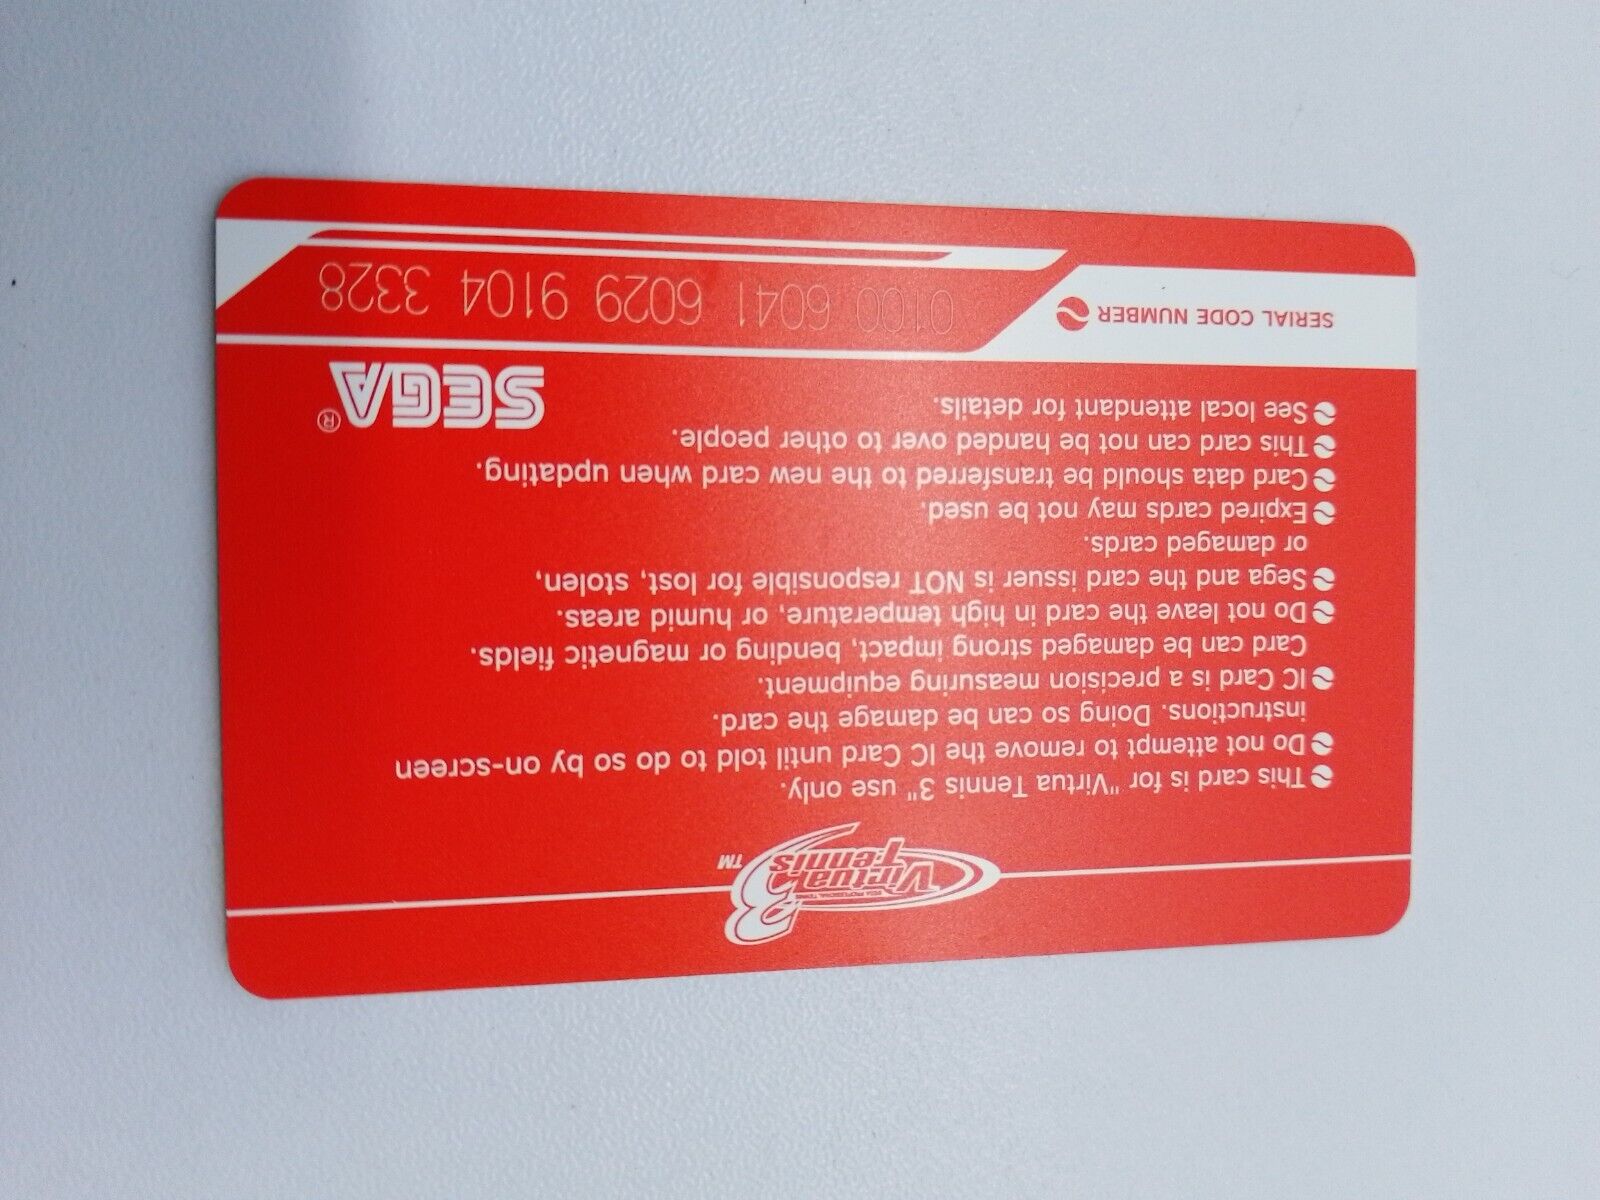 Virtua
Tennis
3 TM
This card is for "Virtua Tennis 3" use only.
Do not attempt to remove the IC Card until told to do so by on-screen
instructions. Doing so can be damage the card.
IC Card is a precision measuring equipment.
Card can be damaged strong impact, bending or magnetic fields.
Do not leave the card in high temperature, or humid areas.
Sega and the card issuer is NOT responsible for lost, stolen,
or damaged cards.
Expired cards may not be used.
Card data should be transferred to the new card when updating.
This card can not be handed over to other people.
See local attendant for details.
SEGA®
SERIAL CODE NUMBER 0100 6041 6029 9104 3328